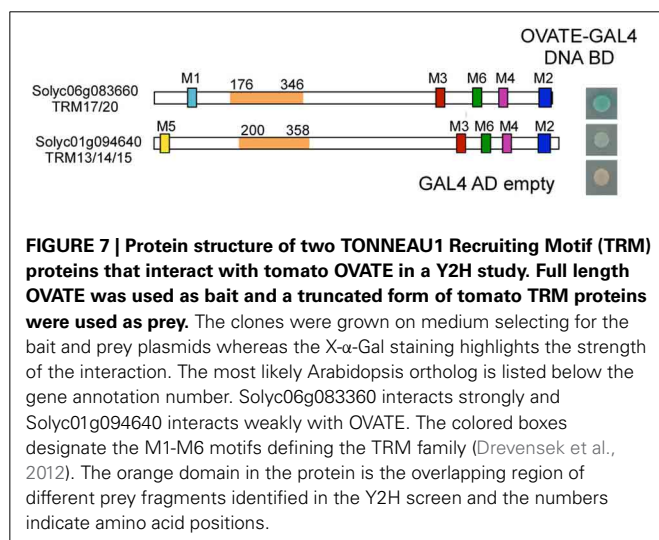 OVATE-GAL4
DNA BD
M1 176 346 M3 M6 M4 M2
Solyc06g083660
TRM17/20
M5 200 358 M3 M6 M4 M2
Solyc01g094640
TRM13/14/15
GAL4 AD empty
FIGURE 7 | Protein structure of two TONNEAU1 Recruiting Motif (TRM)
proteins that interact with tomato OVATE in a Y2H study. Full length
OVATE was used as bait and a truncated form of tomato TRM proteins
were used as prey. The clones were grown on medium selecting for the
bait and prey plasmids whereas the X-α-Gal staining highlights the strength
of the interaction. The most likely Arabidopsis ortholog is listed below the
gene annotation number. Solyc06g083360 interacts strongly and
Solyc01g094640 interacts weakly with OVATE. The colored boxes
designate the M1-M6 motifs defining the TRM family (Drevensek et al.,
2012). The orange domain in the protein is the overlapping region of
different prey fragments identified in the Y2H screen and the numbers
indicate amino acid positions.